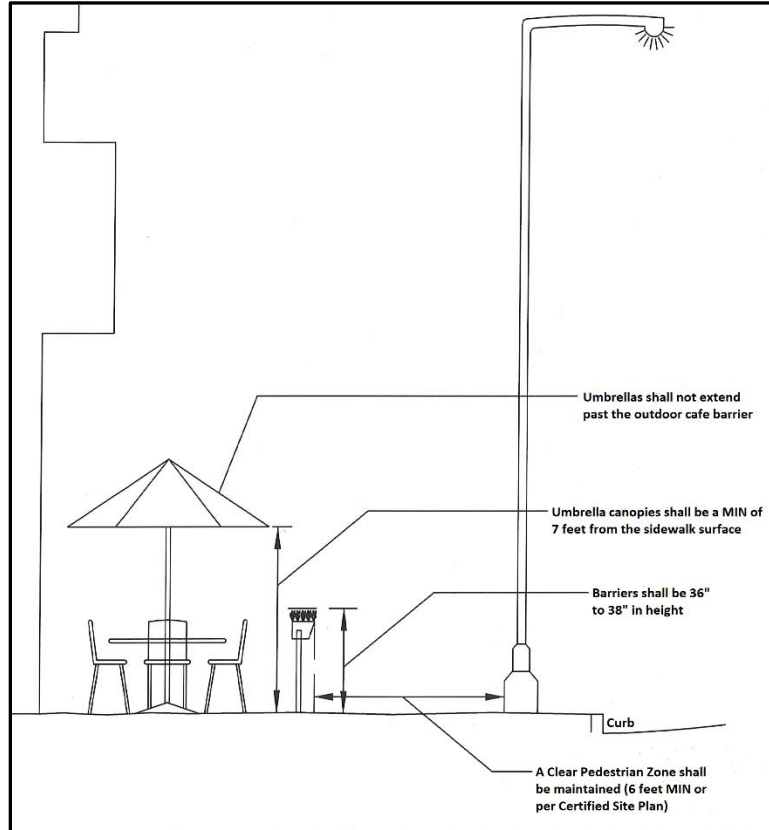 Umbrellas shall not extend
past the outdoor cafe barrier
Umbrella canopies shall be a MIN of
7 feet from the sidewalk surface
Barriers shall be 36"
to 38" in height
Curb
A Clear Pedestrian Zone shall
be maintained (6 feet MIN or
per Certified Site Plan)